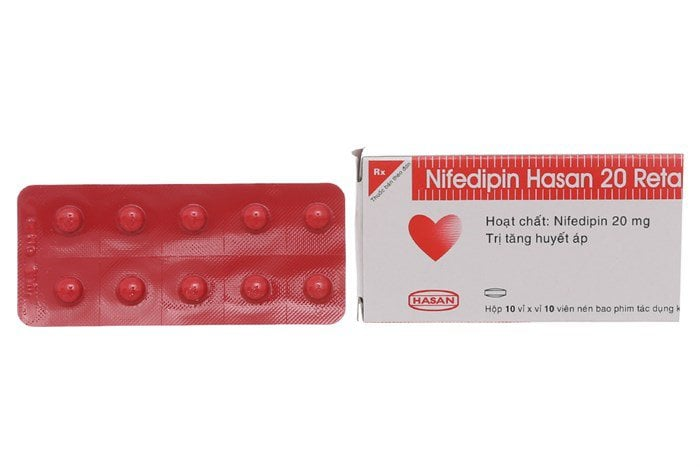 Rx
Thuốc bán theo đơn
Nifedipin Hasan 20 Reta
Hoạt chất: Nifedipin 20 mg
Trị tăng huyết áp
HASAN
Hộp 10 vỉ x vỉ 10 viên nén bao phim tác dụng k